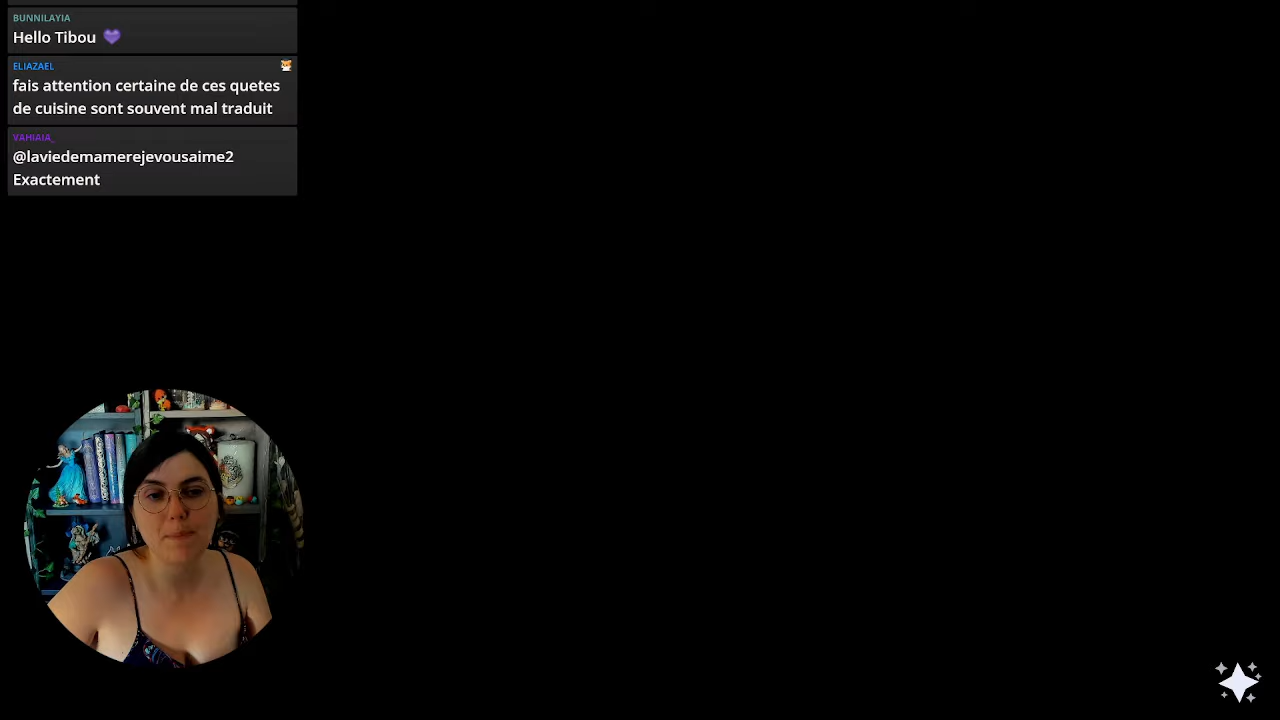 BUNNILAYIA
Hello Tibou 💜
ELIAZAEL
fais attention certaine de ces quetes
de cuisine sont souvent mal traduit
VAHIAIA_
@laviedemamerejevousaime2
Exactement